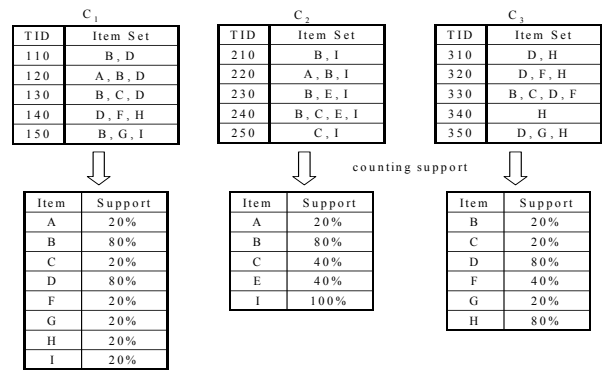 C1 C2 C3
TID Item Set TID Item Set TID Item Set
110 B, D 210 B, I 310 D, H
120 A, B, D 220 A, B, I 320 D, F, H
130 B, C, D 230 B, E, I 330 B, C, D, F
140 D, F, H 240 B, C, E, I 340 H
150 B, G, I 250 C, I 350 D, G, H
counting support
Item Support Item Support Item Support
A 20% A 20% B 20%
B 80% B 80% C 20%
C 20% C 40% D 80%
D 80% E 40% F 40%
F 20% I 100% G 20%
G 20% H 80%
H 20%
I 20%